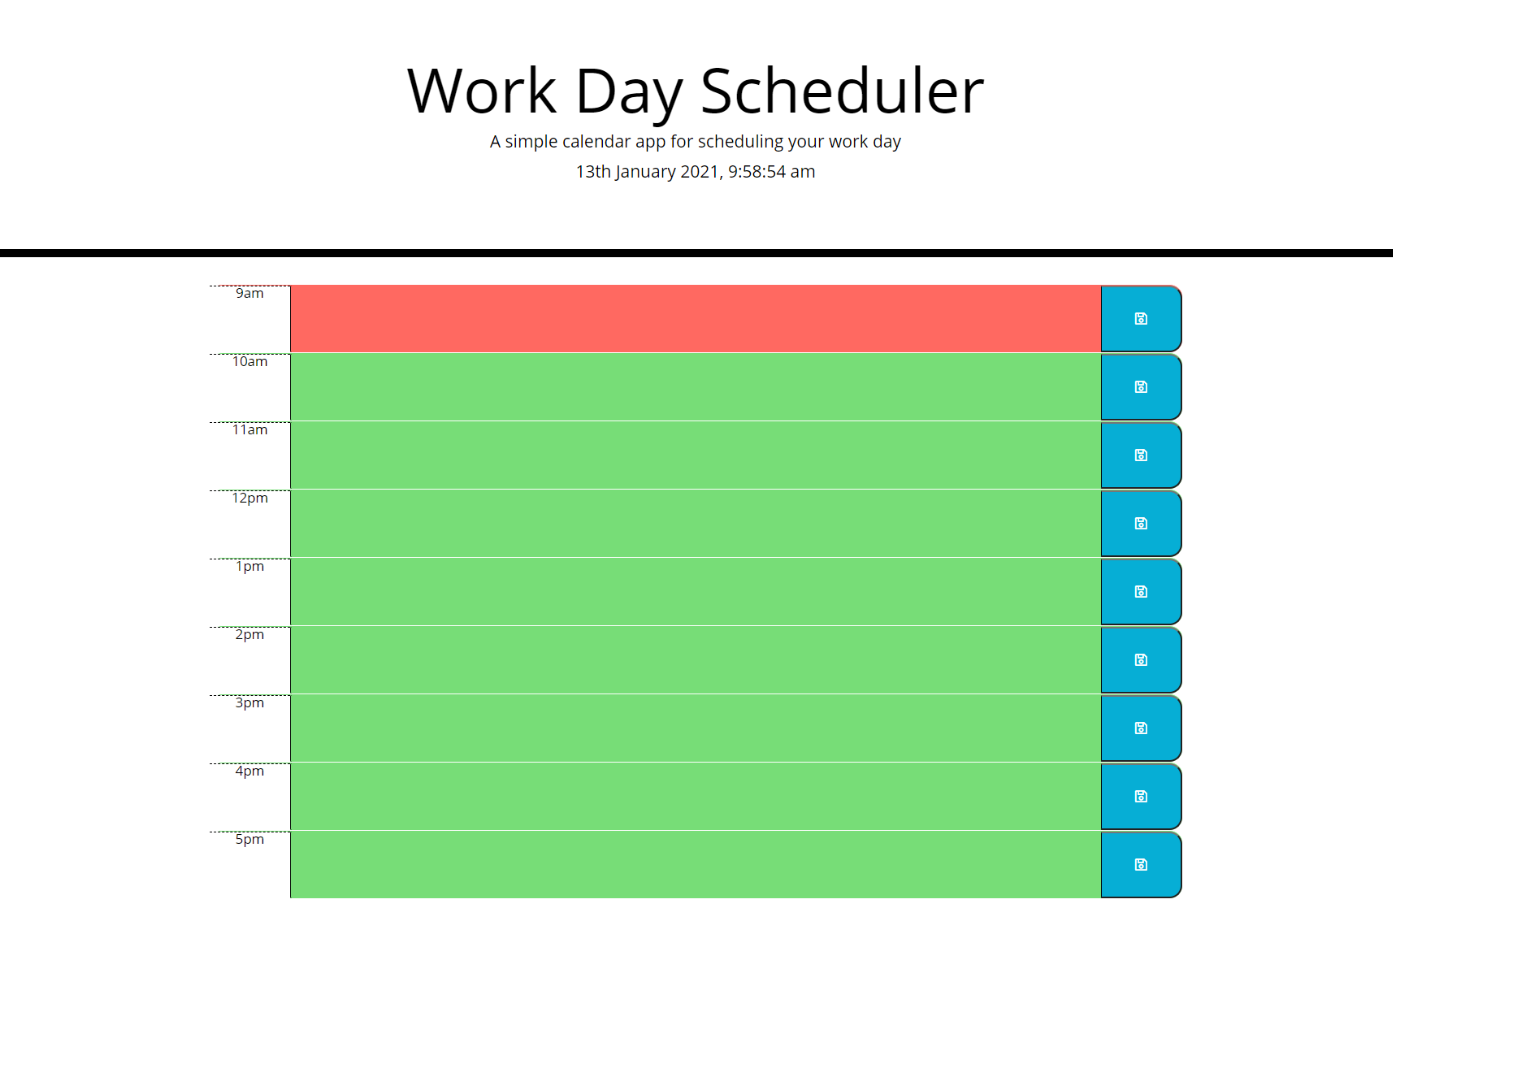 Work Day Scheduler
A simple calendar app for scheduling your work day
13th January 2021, 9:58:54 am
9am
10am
11am
12pm
1pm
2pm
3pm
4pm
5pm